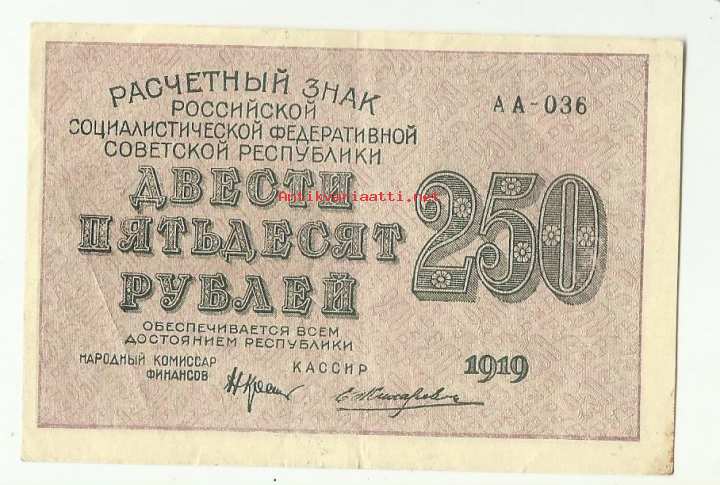 РАСЧЕТНЫЙ ЗНАК
РОССИЙСКОЙ
СОЦИАЛИСТИЧЕСКОЙ ФЕДЕРАТИВНОЙ
СОВЕТСКОЙ РЕСПУБЛИКИ
АА-036
ДВЕСТИ
ПЯТЬДЕСЯТ
РУБЛЕЙ
250
Antikvariaatti.net
ОБЕСПЕЧИВАЕТСЯ ВСЕМ
ДОСТОЯНИЕМ РЕСПУБЛИКИ
НАРОДНЫЙ КОМИССАР
ФИНАНСОВ
КАССИР
1919